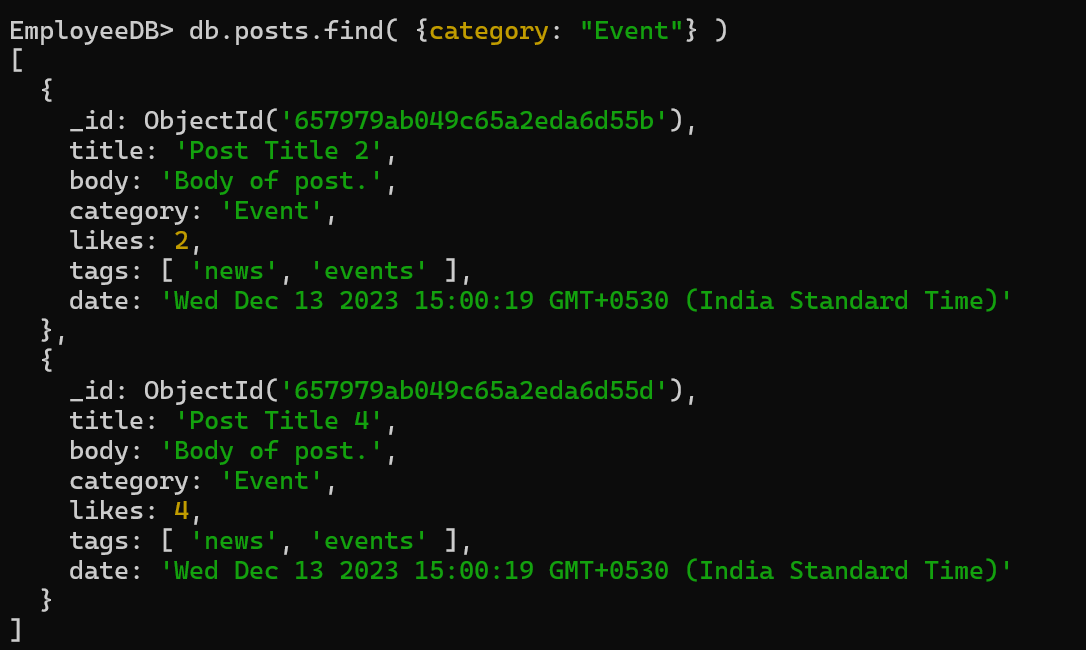 EmployeeDB> db.posts.find( {category: "Event"} )
[
  {
    _id: ObjectId('657979ab049c65a2eda6d55b'),
    title: 'Post Title 2',
    body: 'Body of post.',
    category: 'Event',
    likes: 2,
    tags: [ 'news', 'events' ],
    date: 'Wed Dec 13 2023 15:00:19 GMT+0530 (India Standard Time)'
  },
  {
    _id: ObjectId('657979ab049c65a2eda6d55d'),
    title: 'Post Title 4',
    body: 'Body of post.',
    category: 'Event',
    likes: 4,
    tags: [ 'news', 'events' ],
    date: 'Wed Dec 13 2023 15:00:19 GMT+0530 (India Standard Time)'
  }
]